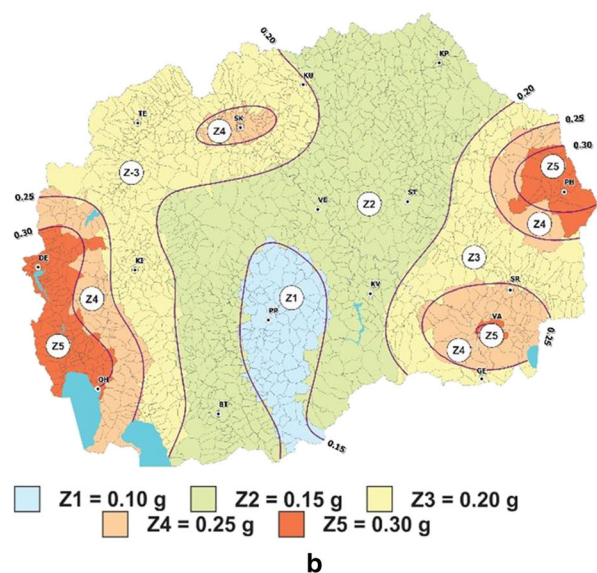 0.20
KP
KU
0.20
TE
SK
Z4
0.25
0.30
Z5
PH
Z-3
0.25
VE
Z2
ST
Z4
0.30
DE
KI
Z3
SR
Z4
Z1
KV
PP
VA
Z5
0.25
Z5
Z4
GE
OH
BT
0.15
Z1 = 0.10 g Z2 = 0.15 g Z3 = 0.20 g
Z4 = 0.25 g Z5 = 0.30 g
b